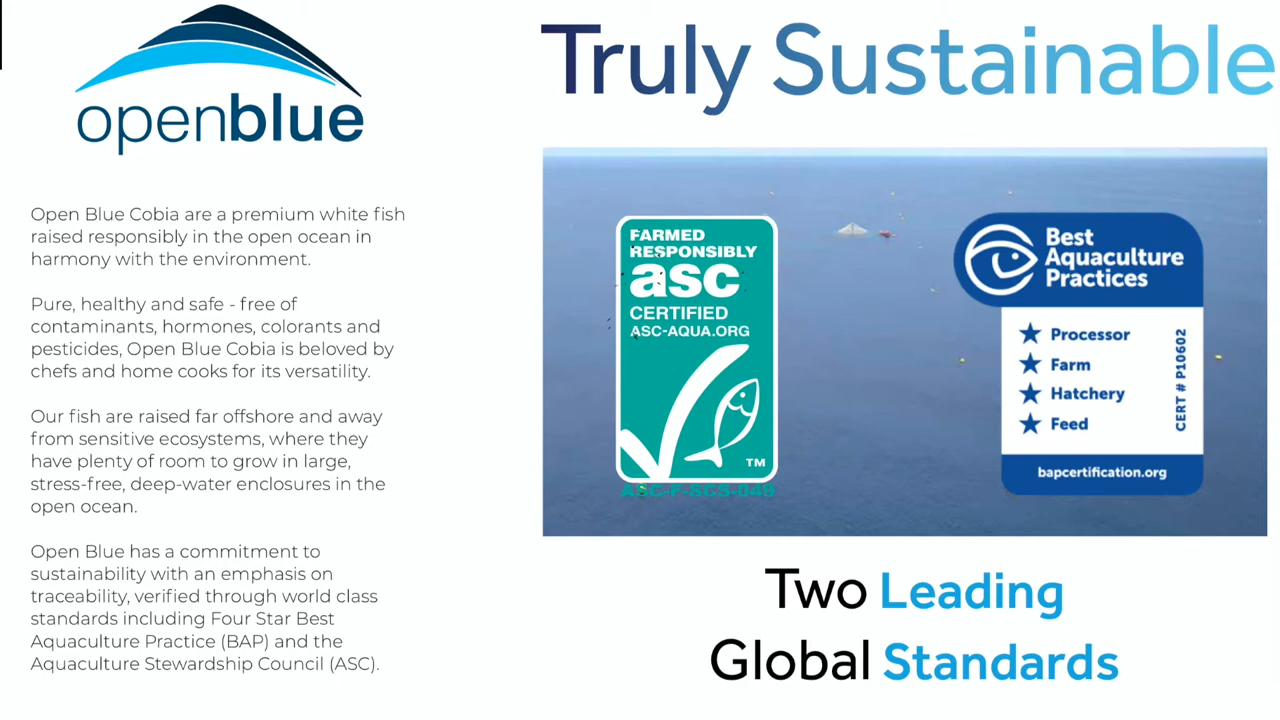 openblue
Open Blue Cobia are a premium white fish
raised responsibly in the open ocean in
harmony with the environment.
Pure, healthy and safe - free of
contaminants, hormones, colorants and
pesticides, Open Blue Cobia is beloved by
chefs and home cooks for its versatility.
Our fish are raised far offshore and away
from sensitive ecosystems, where they
have plenty of room to grow in large,
stress-free, deep-water enclosures in the
open ocean.
Open Blue has a commitment to
sustainability with an emphasis on
traceability, verified through world class
standards including Four Star Best
Aquaculture Practice (BAP) and the
Aquaculture Stewardship Council (ASC).
Truly Sustainable
FARMED
RESPONSIBLY
asc
CERTIFIED
ASC-AQUA.ORG
TM
ASC-F-SCS-049
Best
Aquaculture
Practices
Processor
Farm
Hatchery
Feed
CERT # P10602
bapcertification.org
Two Leading
Global Standards